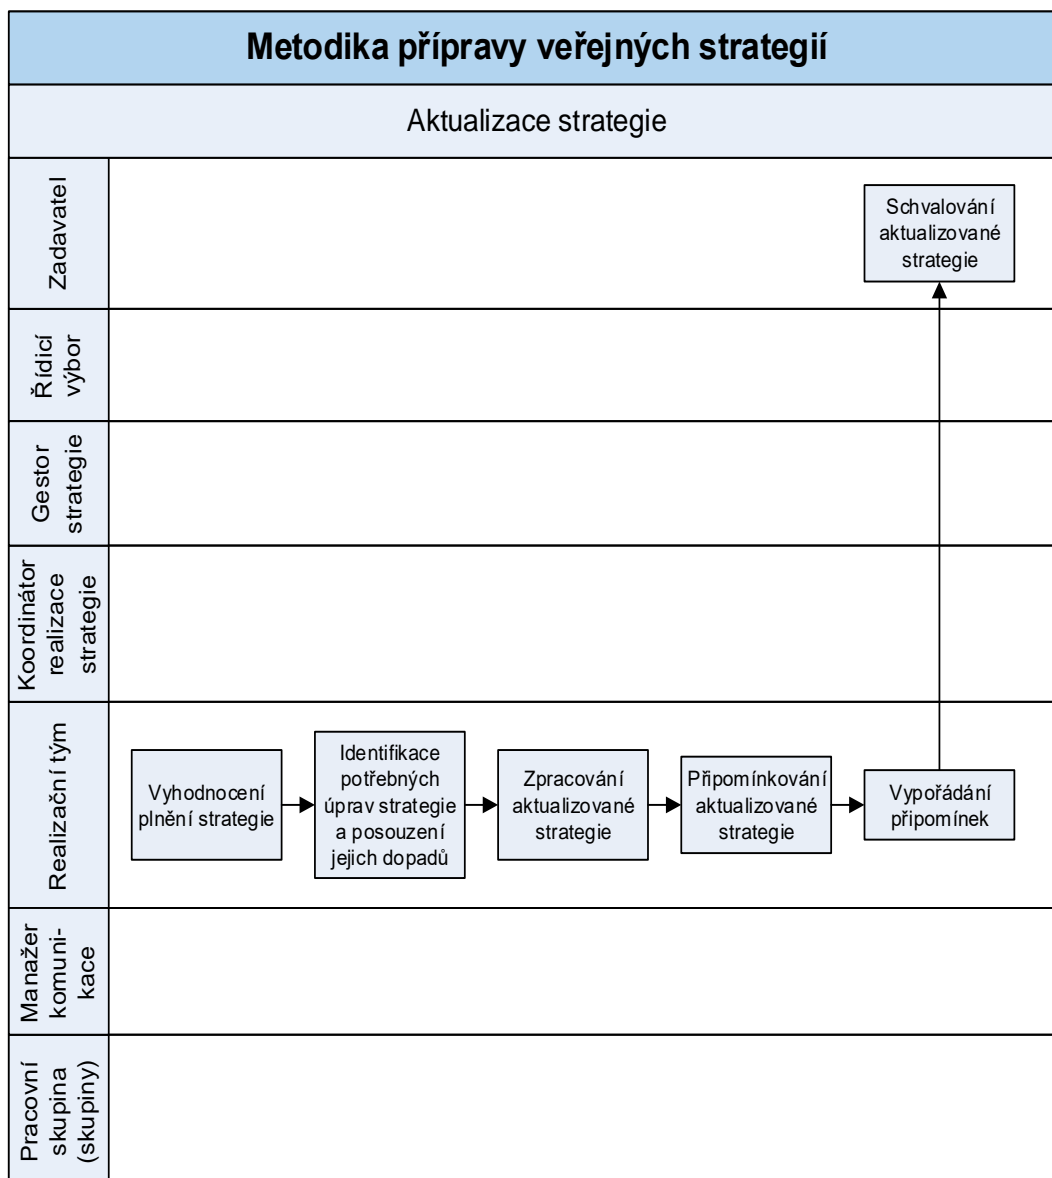 Metodika přípravy veřejných strategií
Aktualizace strategie
Zadavatel
Schvalování
aktualizované
strategie
Řídicí
výbor
Gestor
strategie
Koordinátor
realizace
strategie
Realizační tým
Vyhodnocení
plnění strategie
Identifikace
potřebných
úprav strategie
a posouzení
jejich dopadů
Zpracování
aktualizované
strategie
Připomínkování
aktualizované
strategie
Vypořádání
připomínek
Manažer
komuni-
kace
Pracovní
skupina
(skupiny)